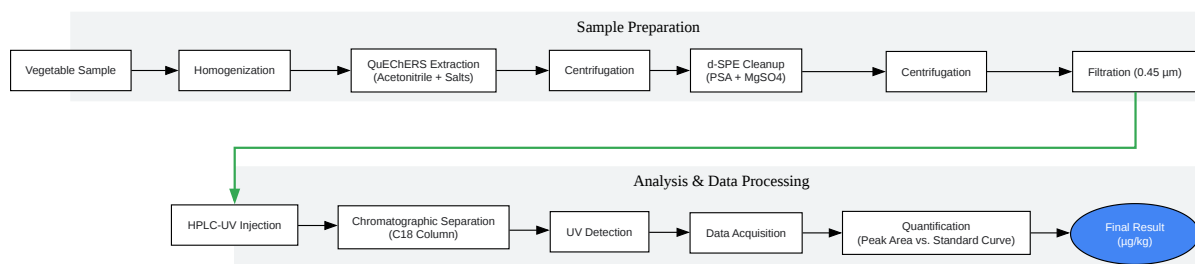 Sample Preparation
Vegetable Sample
Homogenization
QuEChERS Extraction
(Acetonitrile + Salts)
Centrifugation
d-SPE Cleanup
(PSA + MgSO4)
Centrifugation
Filtration (0.45 µm)
Analysis & Data Processing
HPLC-UV Injection
Chromatographic Separation
(C18 Column)
UV Detection
Data Acquisition
Quantification
(Peak Area vs. Standard Curve)
Final Result
(µg/kg)